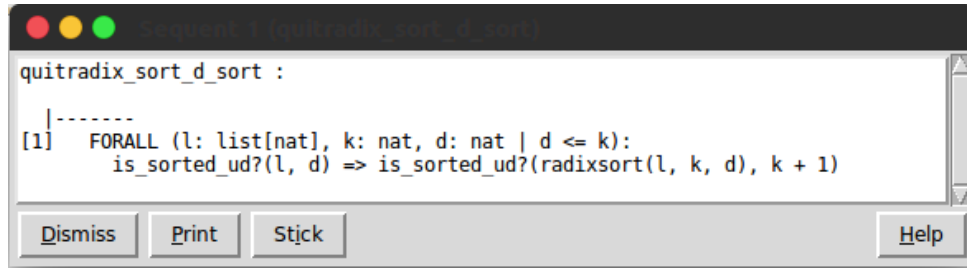 Sequent 1 (quitradix_sort_d_sort)
quitradix_sort_d_sort :
|-------
[1] FORALL (l: list[nat], k: nat, d: nat | d <= k):
is_sorted_ud?(l, d) => is_sorted_ud?(radixsort(l, k, d), k + 1)
Dismiss Print Stick Help